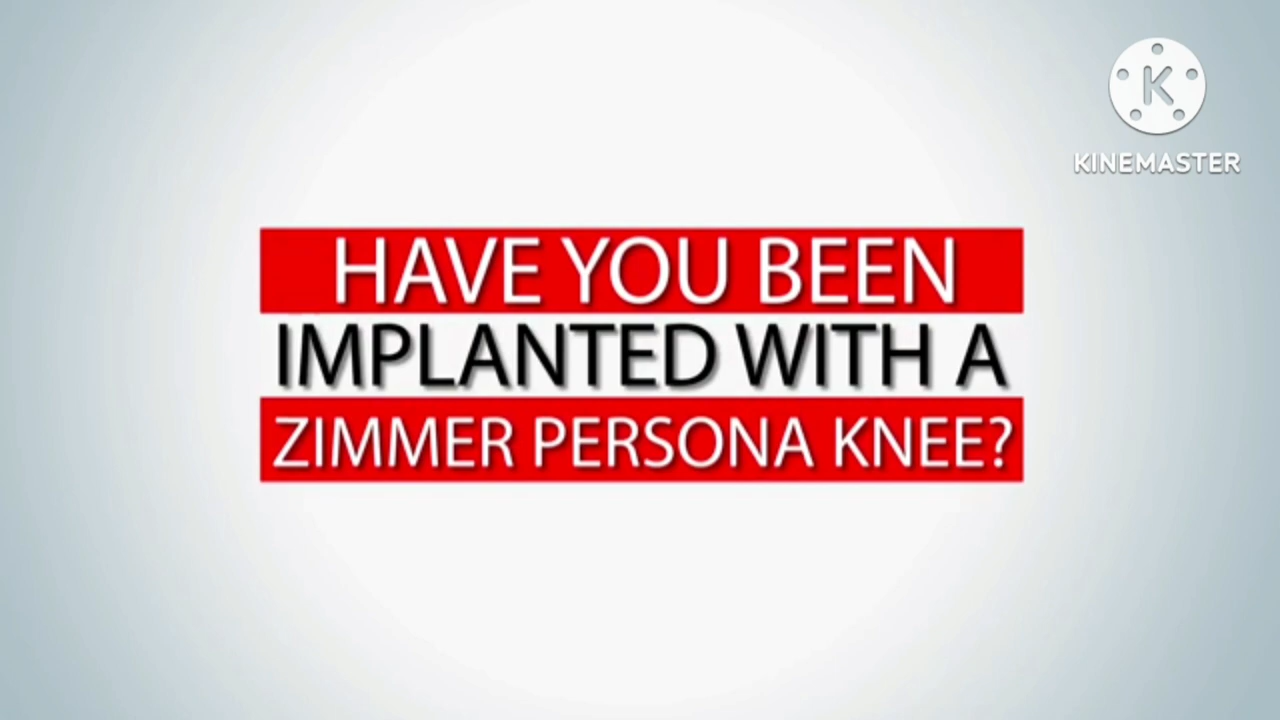 HAVE YOU BEEN
IMPLANTED WITH A
ZIMMER PERSONA KNEE?
K
KINEMASTER